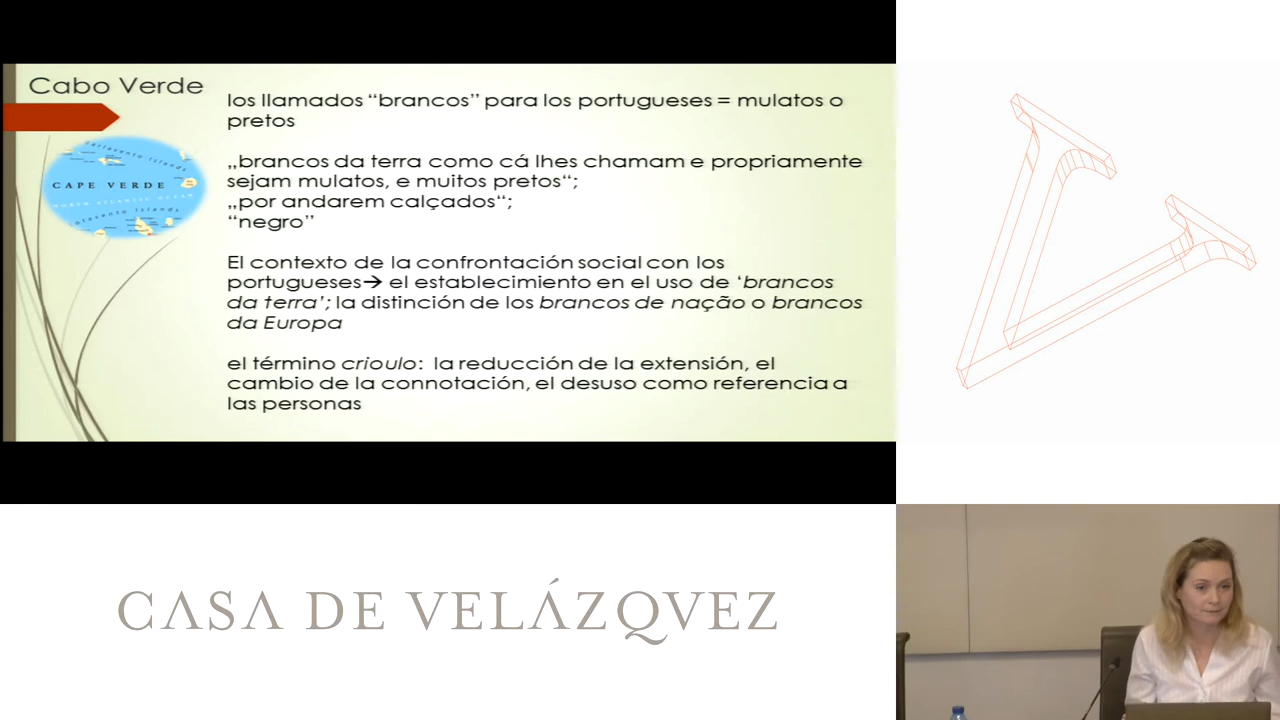 Cabo Verde
los llamados “brancos” para los portugueses = mulatos o
pretos
„brancos da terra como cá lhes chamam e propriamente
sejam mulatos, e muitos pretos“;
„por andarem calçados“;
“negro”
El contexto de la confrontación social con los
portugueses→ el establecimiento en el uso de ‘brancos
da terra’; la distinción de los brancos de nação o brancos
da Europa
el término crioulo: la reducción de la extensión, el
cambio de la connotación, el desuso como referencia a
las personas
CAPE VERDE
CASA DE VELÁZQVEZ